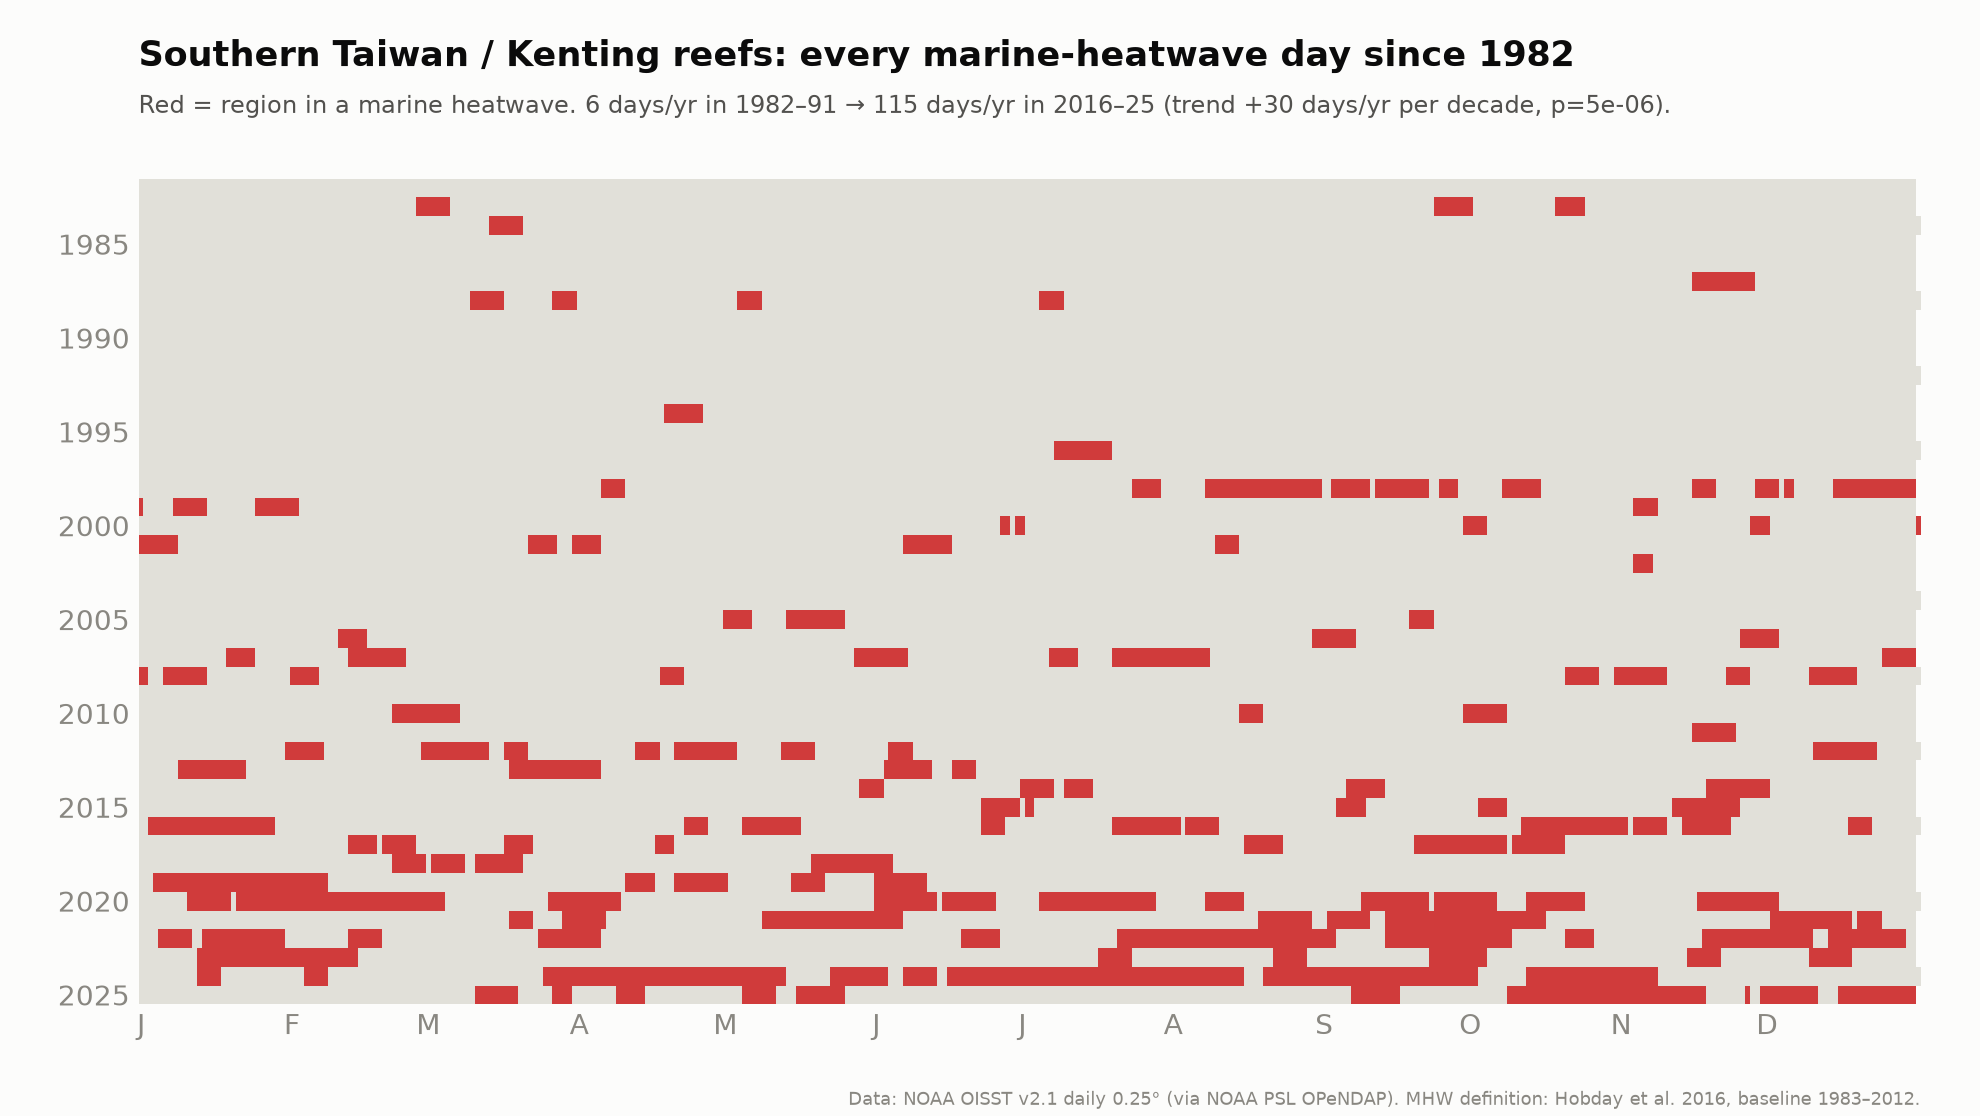 Southern Taiwan / Kenting reefs: every marine-heatwave day since 1982
Red = region in a marine heatwave. 6 days/yr in 1982–91 → 115 days/yr in 2016–25 (trend +30 days/yr per decade, p=5e-06).
1985
1990
1995
2000
2005
2010
2015
2020
2025
J F M A M J J A S O N D
Data: NOAA OISST v2.1 daily 0.25° (via NOAA PSL OPeNDAP). MHW definition: Hobday et al. 2016, baseline 1983–2012.